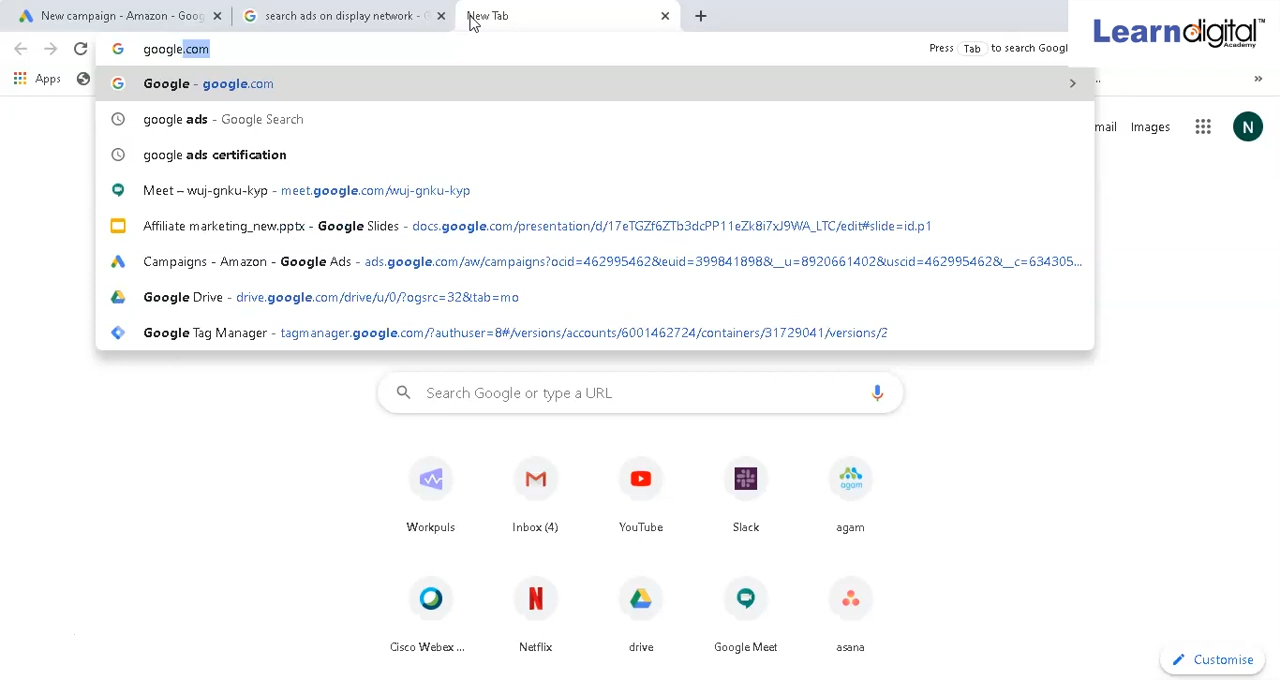 New campaign - Amazon - Goog
search ads on display network - G
New Tab
Learndigital™
Academy
google.com
Press Tab to search Googl
Apps
Google - google.com
google ads - Google Search
google ads certification
Meet – wuj-gnku-kyp - meet.google.com/wuj-gnku-kyp
Affiliate marketing_new.pptx - Google Slides - docs.google.com/presentation/d/17eTGZf6ZTb3dcPP11eZk8i7xJ9WA_LTC/edit#slide=id.p1
Campaigns - Amazon - Google Ads - ads.google.com/aw/campaigns?ocid=462995462&euid=399841898&__u=8920661402&uscid=462995462&__c=634305...
Google Drive - drive.google.com/drive/u/0/?ogsrc=32&tab=mo
Google Tag Manager - tagmanager.google.com/?authuser=8#/versions/accounts/6001462724/containers/31729041/versions/2
mail Images N
Search Google or type a URL
Workpuls
Inbox (4)
YouTube
Slack
agam
agam
Cisco Webex ...
Netflix
drive
Google Meet
asana
Customise